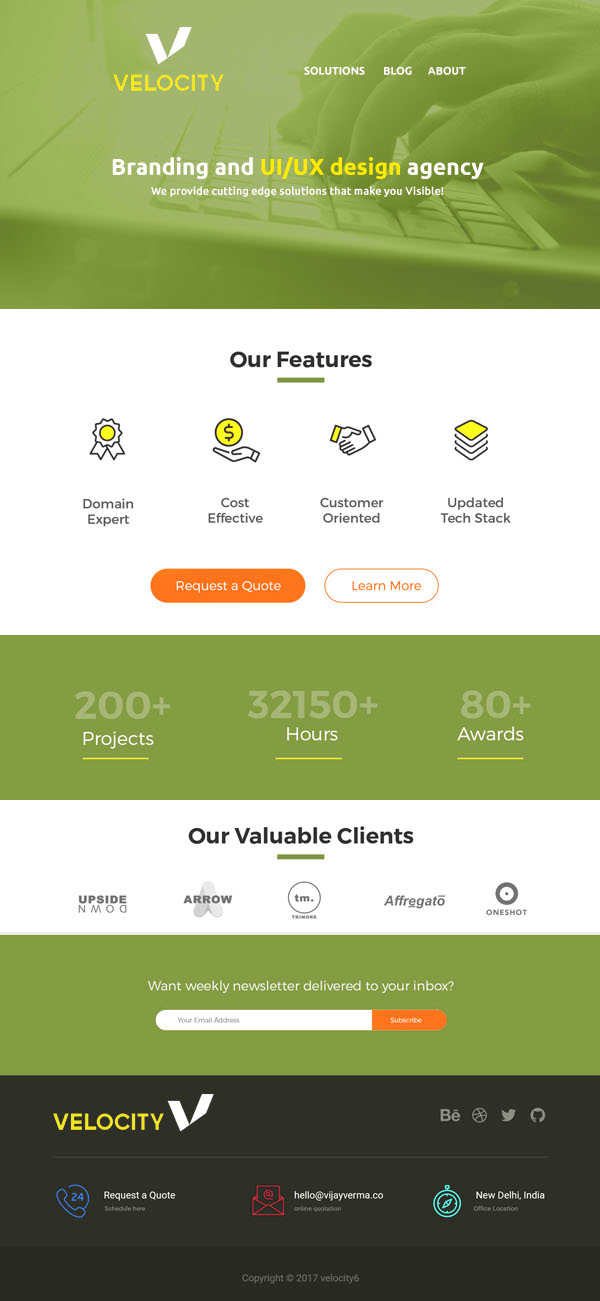 VELOCITY
SOLUTIONS BLOG ABOUT
Branding and UI/UX design agency
We provide cutting edge solutions that make you Visible!
Our Features
$
Domain
Expert
Cost
Effective
Customer
Oriented
Updated
Tech Stack
Request a Quote
Learn More
200+
Projects
32150+
Hours
80+
Awards
Our Valuable Clients
UPSIDE
DOWN
ARROW
tm.
TRIMORE
Affregatō
ONESHOT
Want weekly newsletter delivered to your inbox?
Your Email Address
Subscribe
VELOCITY
Bē
24
Request a Quote
Schedule here
@
hello@vijayverma.co
online quotation
New Delhi, India
Office Location
Copyright © 2017 velocity6